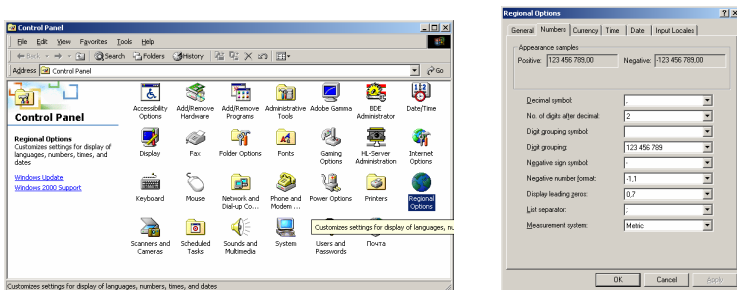 Control Panel
File Edit View Favorites Tools Help
Back Search Folders History
Address Control Panel Go
Control Panel
Regional Options
Customizes settings for display of
languages, numbers, times, and
dates
Windows Update
Windows 2000 Support
Accessibility Options
Add/Remove Hardware
Add/Remove Programs
Administrative Tools
Adobe Gamma
BDE Administrator
Date/Time
Display
Fax
Folder Options
Fonts
Gaming Options
HL-Server Administration
Internet Options
Keyboard
Mouse
Network and Dial-up Co...
Phone and Modem ...
Power Options
Printers
Regional Options
Customizes settings for display of languages, nu
Scanners and Cameras
Scheduled Tasks
Sounds and Multimedia
System
Users and Passwords
Почта
Customizes settings for display of languages, numbers, times, and dates
Regional Options
General Numbers Currency Time Date Input Locales
Appearance samples
Positive: 123 456 789,00 Negative: -123 456 789,00
Decimal symbol:
No. of digits after decimal: 2
Digit grouping symbol:
Digit grouping: 123 456 789
Negative sign symbol: -
Negative number format: -1,1
Display leading zeros: 0,7
List separator: ;
Measurement system: Metric
OK Cancel Apply